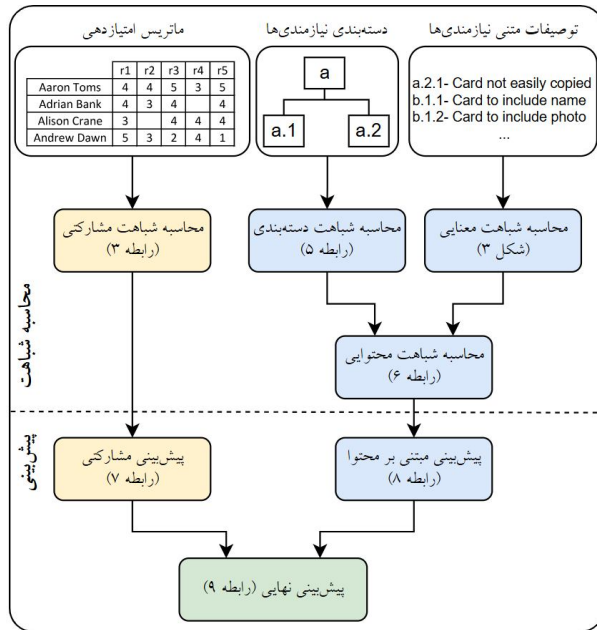 توصیفات متنی نیازمندی‌ها
دسته‌بندی نیازمندی‌ها
ماتریس امتیازدهی
a.2.1- Card not easily copied
b.1.1- Card to include name
b.1.2- Card to include photo
...
a
a.1
a.2
r1 r2 r3 r4 r5
Aaron Toms 4 4 5 3 5
Adrian Bank 4 3 4 4
Alison Crane 3 4 4 4
Andrew Dawn 5 3 2 4 1
محاسبه شباهت معنایی
(شکل ۳)
محاسبه شباهت دسته‌بندی
(رابطه ۵)
محاسبه شباهت مشارکتی
(رابطه ۳)
محاسبه شباهت محتوایی
(رابطه ۶)
محاسبه شباهت
پیش‌بینی مبتنی بر محتوا
(رابطه ۸)
پیش‌بینی مشارکتی
(رابطه ۷)
پیش‌بینی
پیش‌بینی نهایی (رابطه ۹)